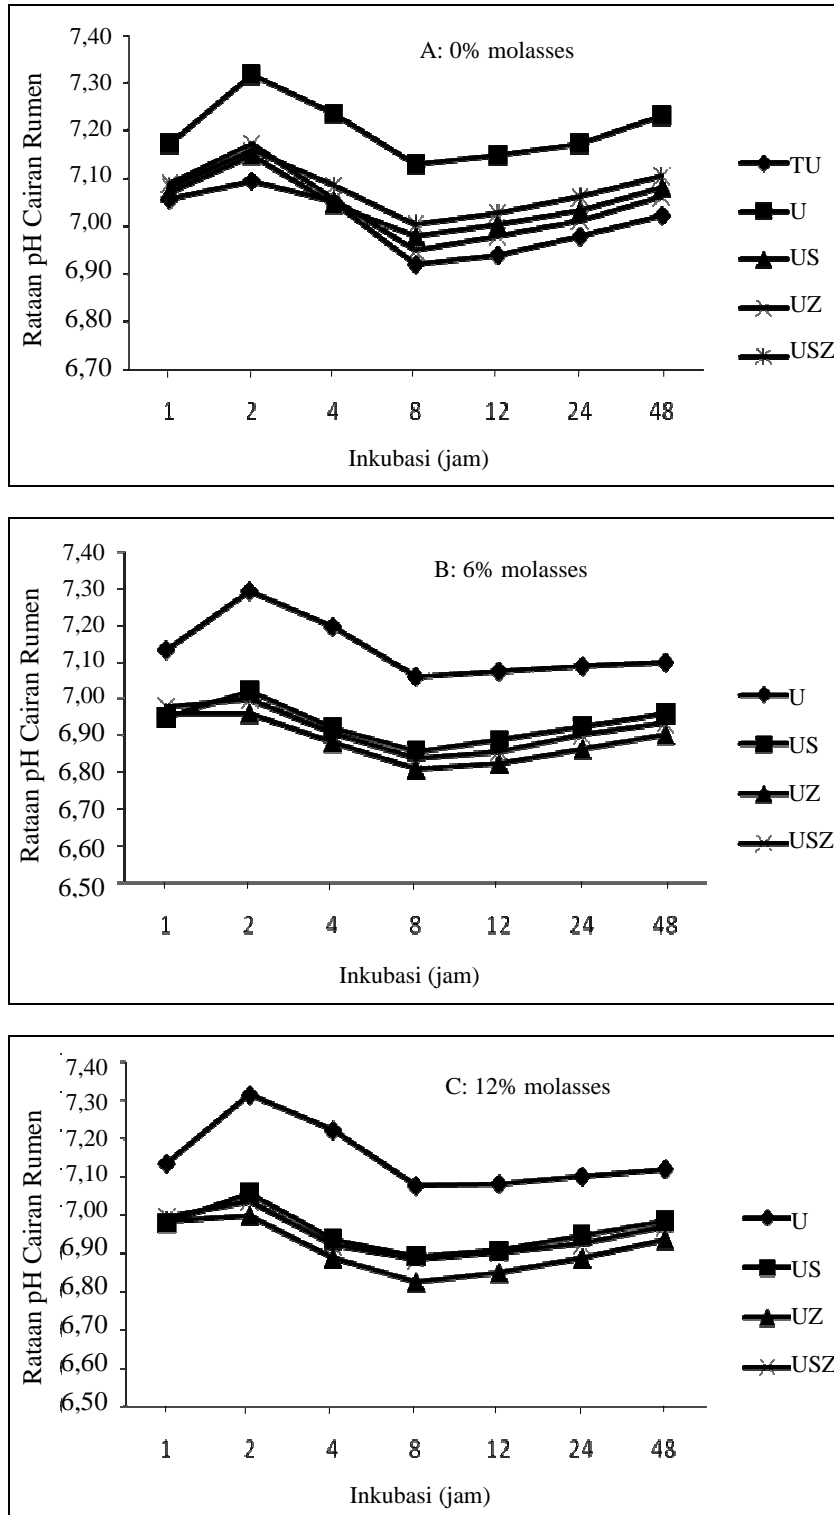 A: 0% molasses
Rataan pH Cairan Rumen
7,40
7,30
7,20
7,10
7,00
6,90
6,80
6,70
1 2 4 8 12 24 48
Inkubasi (jam)
TU
U
US
UZ
USZ
B: 6% molasses
Rataan pH Cairan Rumen
7,40
7,30
7,20
7,10
7,00
6,90
6,80
6,70
6,60
6,50
1 2 4 8 12 24 48
Inkubasi (jam)
U
US
UZ
USZ
C: 12% molasses
Rataan pH Cairan Rumen
7,40
7,30
7,20
7,10
7,00
6,90
6,80
6,70
6,60
6,50
1 2 4 8 12 24 48
Inkubasi (jam)
U
US
UZ
USZ